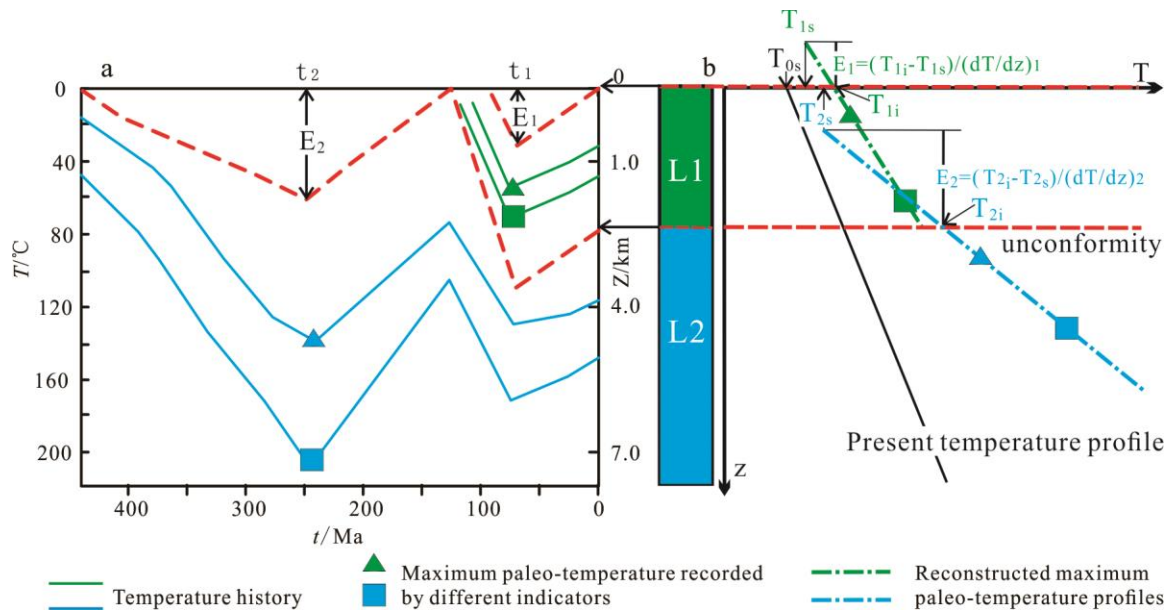 a
t₂
t₁
0
b
T₀ₛ
T₁ₛ
E₁=(T₁ᵢ-T₁ₛ)/(dT/dz)₁
T
0
40
80
120
160
200
T/℃
E₂
E₁
T₂ₛ
T₁ᵢ
1.0
L1
E₂=(T₂ᵢ-T₂ₛ)/(dT/dz)₂
T₂ᵢ
unconformity
Z/km
4.0
L2
7.0
Present temperature profile
z
400
300
200
100
0
t/Ma
Temperature history
Maximum paleo-temperature recorded
by different indicators
Reconstructed maximum
paleo-temperature profiles